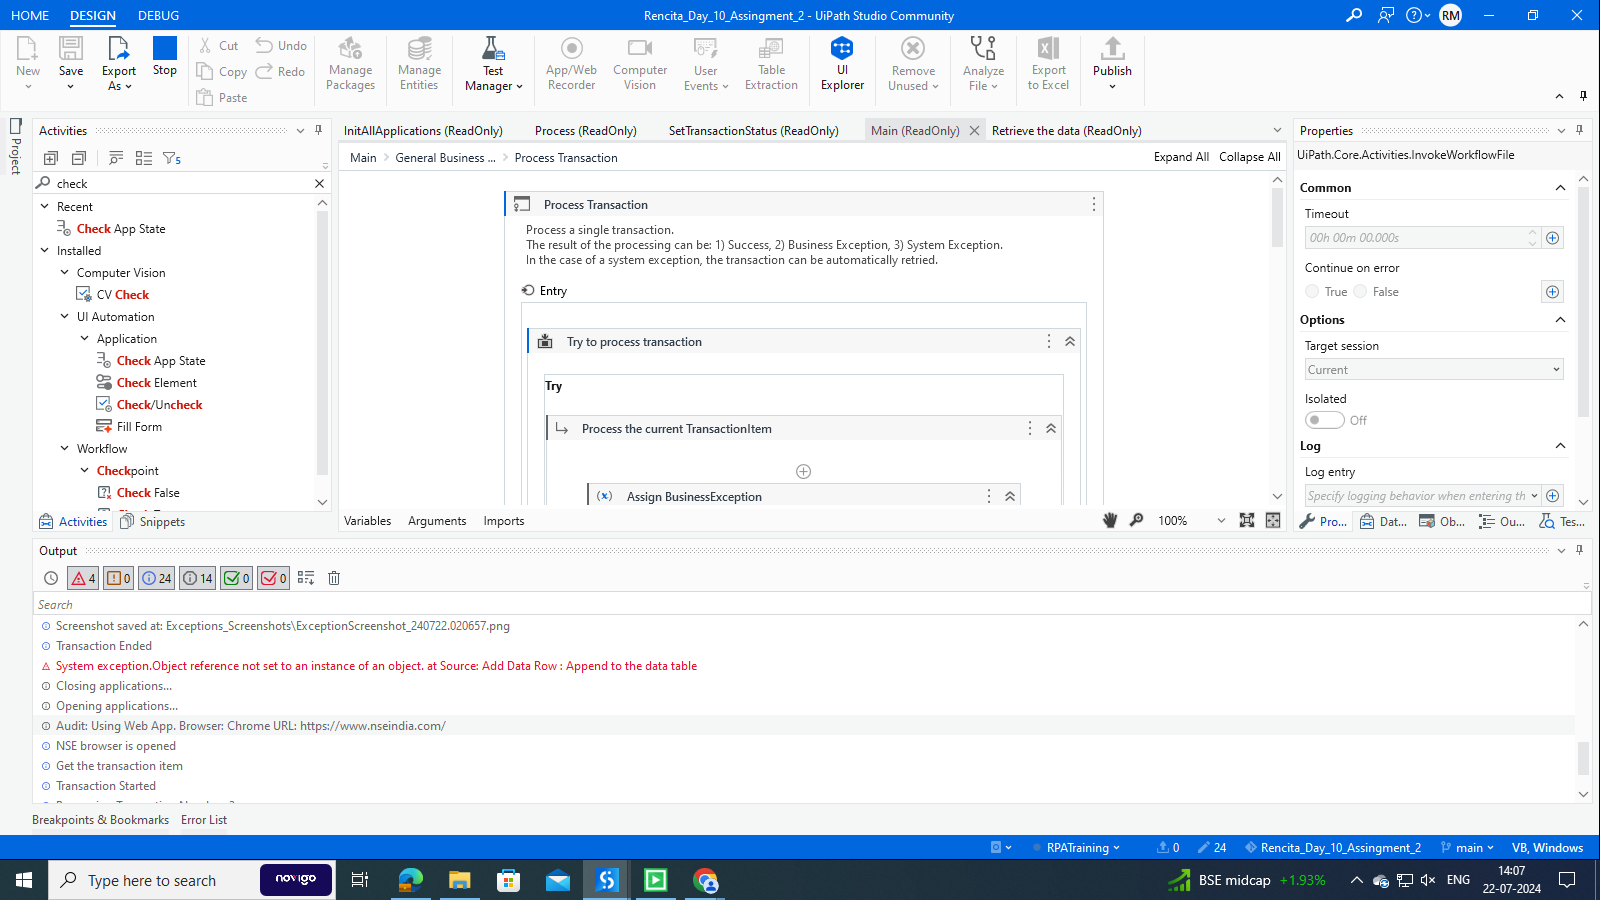 HOME DESIGN DEBUG
Rencita_Day_10_Assingment_2 - UiPath Studio Community
RM
New
Save
Export As
Stop
Cut
Copy
Paste
Undo
Redo
Manage Packages
Manage Entities
Test Manager
App/Web Recorder
Computer Vision
User Events
Table Extraction
UI Explorer
Remove Unused
Analyze File
Export to Excel
Publish
Project
Activities
5
check
Recent
Check App State
Installed
Computer Vision
CV Check
UI Automation
Application
Check App State
Check Element
Check/Uncheck
Fill Form
Workflow
Checkpoint
Check False
Activities Snippets
InitAllApplications (ReadOnly) Process (ReadOnly) SetTransactionStatus (ReadOnly) Main (ReadOnly) Retrieve the data (ReadOnly)
Main General Business ... Process Transaction Expand All Collapse All
Process Transaction
Process a single transaction.
The result of the processing can be: 1) Success, 2) Business Exception, 3) System Exception.
In the case of a system exception, the transaction can be automatically retried.
Entry
Try to process transaction
Try
Process the current TransactionItem
(x) Assign BusinessException
Variables Arguments Imports 100%
Properties
UiPath.Core.Activities.InvokeWorkflowFile
Common
Timeout
00h 00m 00.000s
Continue on error
True False
Options
Target session
Current
Isolated
Off
Log
Log entry
Specify logging behavior when entering th
Pro... Dat... Ob... Ou... Tes...
Output
4 0 24 14 0 0
Search
Screenshot saved at: Exceptions_Screenshots\ExceptionScreenshot_240722.020657.png
Transaction Ended
System exception.Object reference not set to an instance of an object. at Source: Add Data Row : Append to the data table
Closing applications...
Opening applications...
Audit: Using Web App. Browser: Chrome URL: https://www.nseindia.com/
NSE browser is opened
Get the transaction item
Transaction Started
Breakpoints & Bookmarks Error List
RPATraining 0 24 Rencita_Day_10_Assingment_2 main VB, Windows
Type here to search novigo BSE midcap +1.93% ENG 14:07
22-07-2024